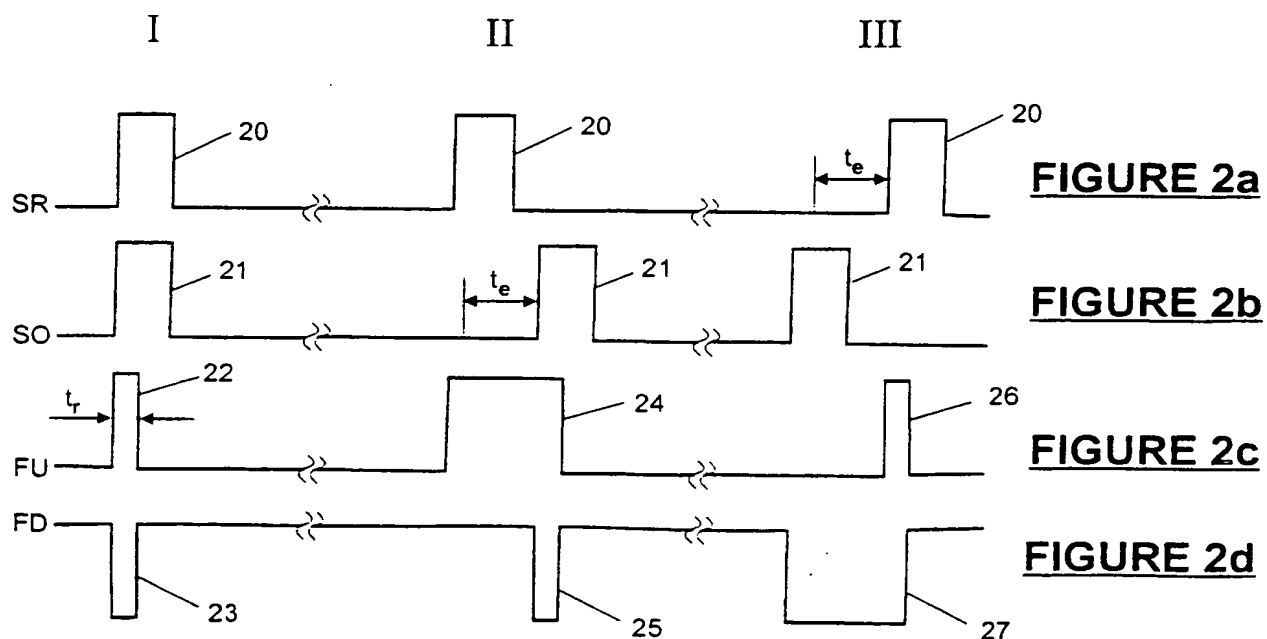 I II III
20 20 20
t_e
SR
FIGURE 2a
21 21 21
t_e
SO
FIGURE 2b
22
t_r
24
26
FU
FIGURE 2c
FD
FIGURE 2d
23 25 27